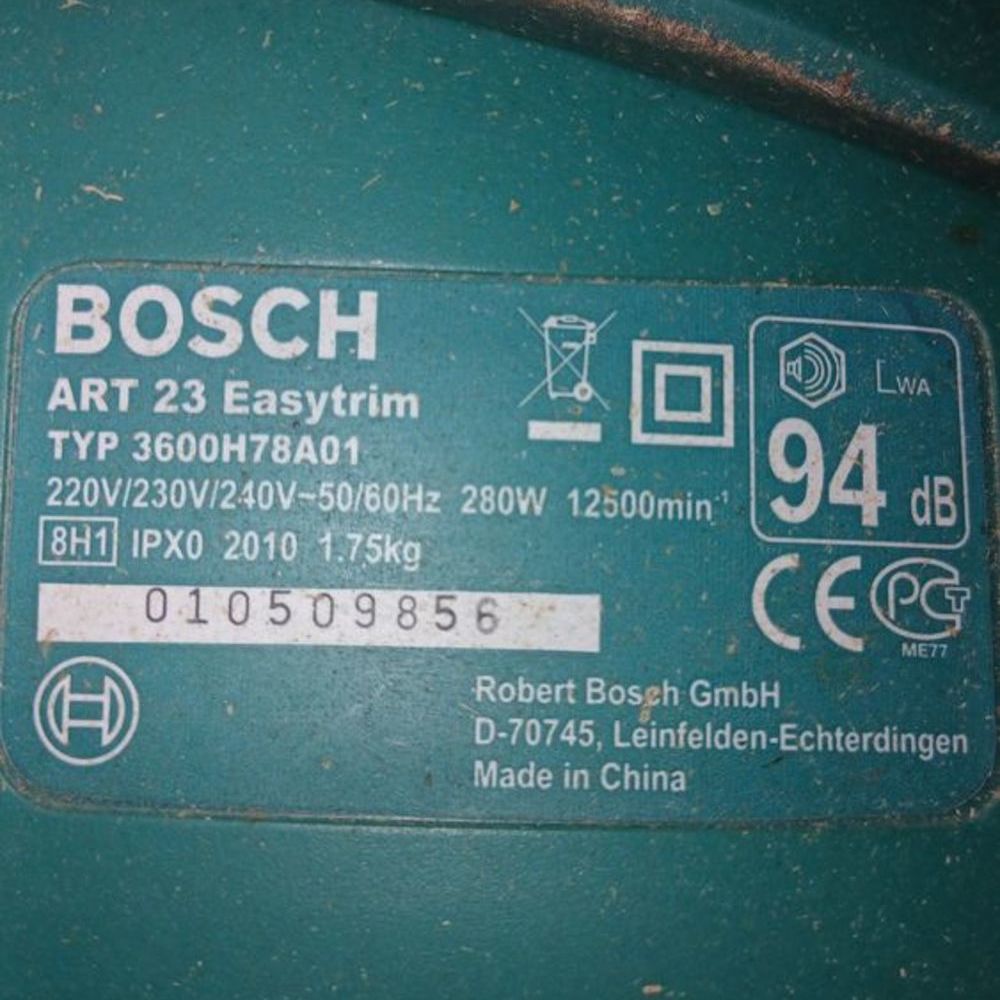 BOSCH
ART 23 Easytrim
TYP 3600H78A01
220V/230V/240V~50/60Hz 280W 12500min⁻¹
8H1 IPX0 2010 1.75kg
010509856
LWA
94 dB
CE PCT
ME77
Robert Bosch GmbH
D-70745, Leinfelden-Echterdingen
Made in China